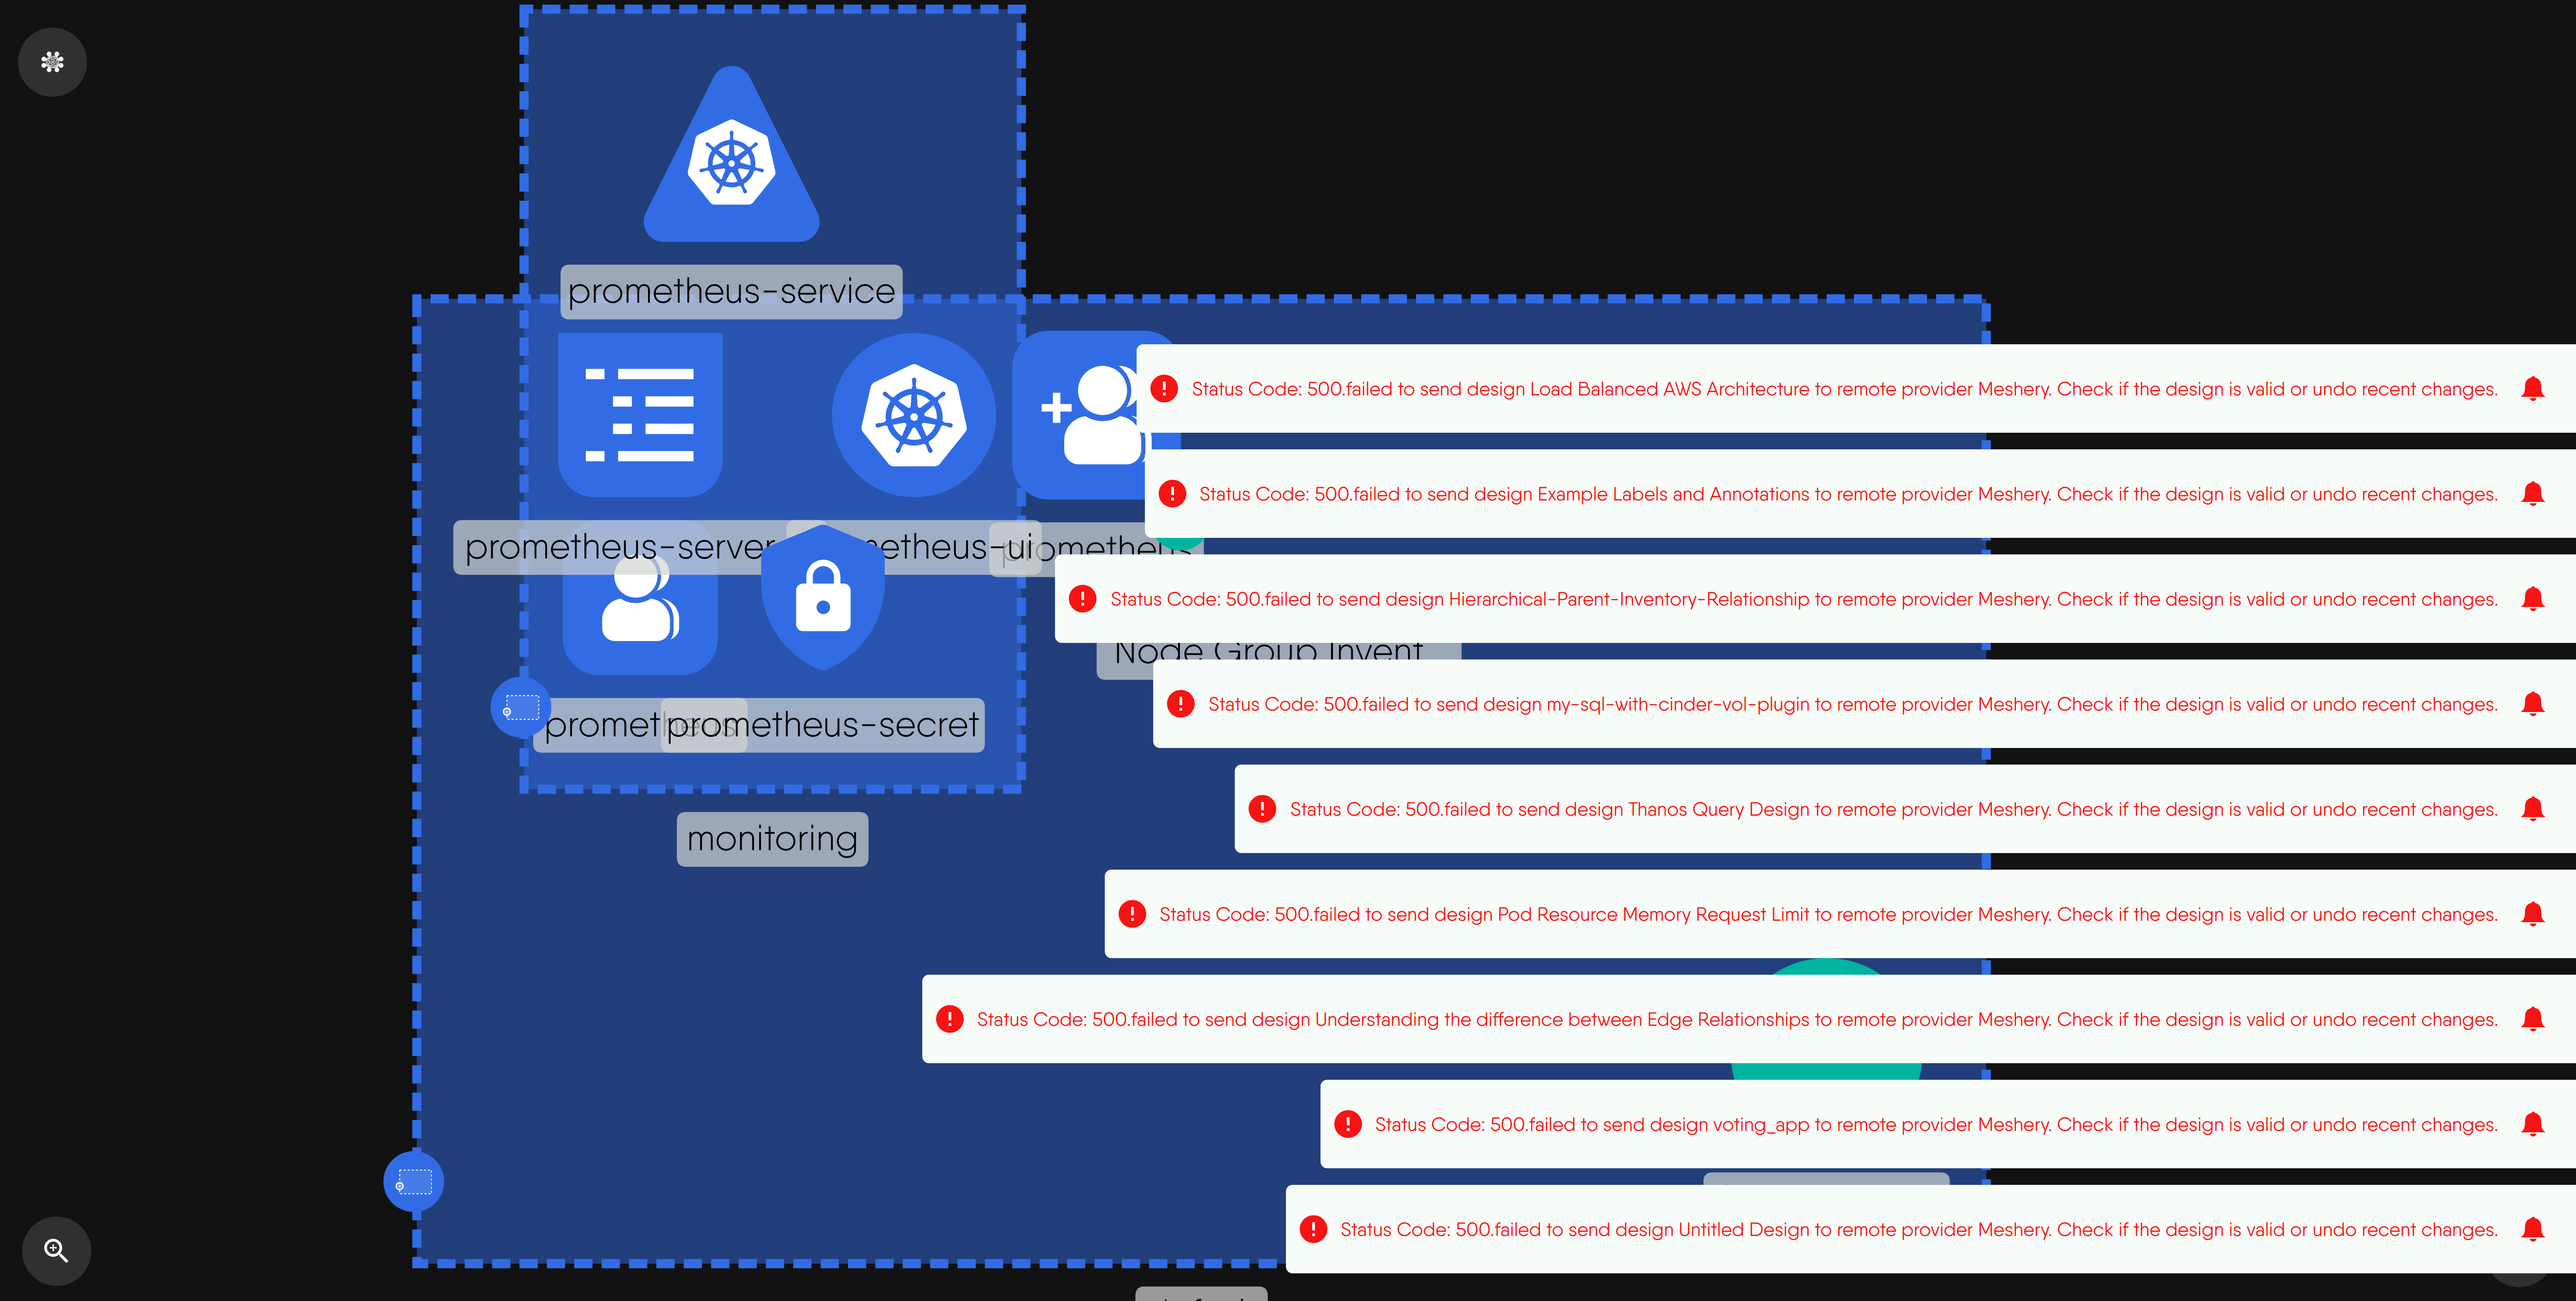 prometheus-service
Status Code: 500.failed to send design Load Balanced AWS Architecture to remote provider Meshery. Check if the design is valid or undo recent changes.
Status Code: 500.failed to send design Example Labels and Annotations to remote provider Meshery. Check if the design is valid or undo recent changes.
prometheus-server
Status Code: 500.failed to send design Hierarchical-Parent-Inventory-Relationship to remote provider Meshery. Check if the design is valid or undo recent changes.
Node Group Invent
Status Code: 500.failed to send design my-sql-with-cinder-vol-plugin to remote provider Meshery. Check if the design is valid or undo recent changes.
prometheus-secret
Status Code: 500.failed to send design Thanos Query Design to remote provider Meshery. Check if the design is valid or undo recent changes.
monitoring
Status Code: 500.failed to send design Pod Resource Memory Request Limit to remote provider Meshery. Check if the design is valid or undo recent changes.
Status Code: 500.failed to send design Understanding the difference between Edge Relationships to remote provider Meshery. Check if the design is valid or undo recent changes.
Status Code: 500.failed to send design voting_app to remote provider Meshery. Check if the design is valid or undo recent changes.
Status Code: 500.failed to send design Untitled Design to remote provider Meshery. Check if the design is valid or undo recent changes.